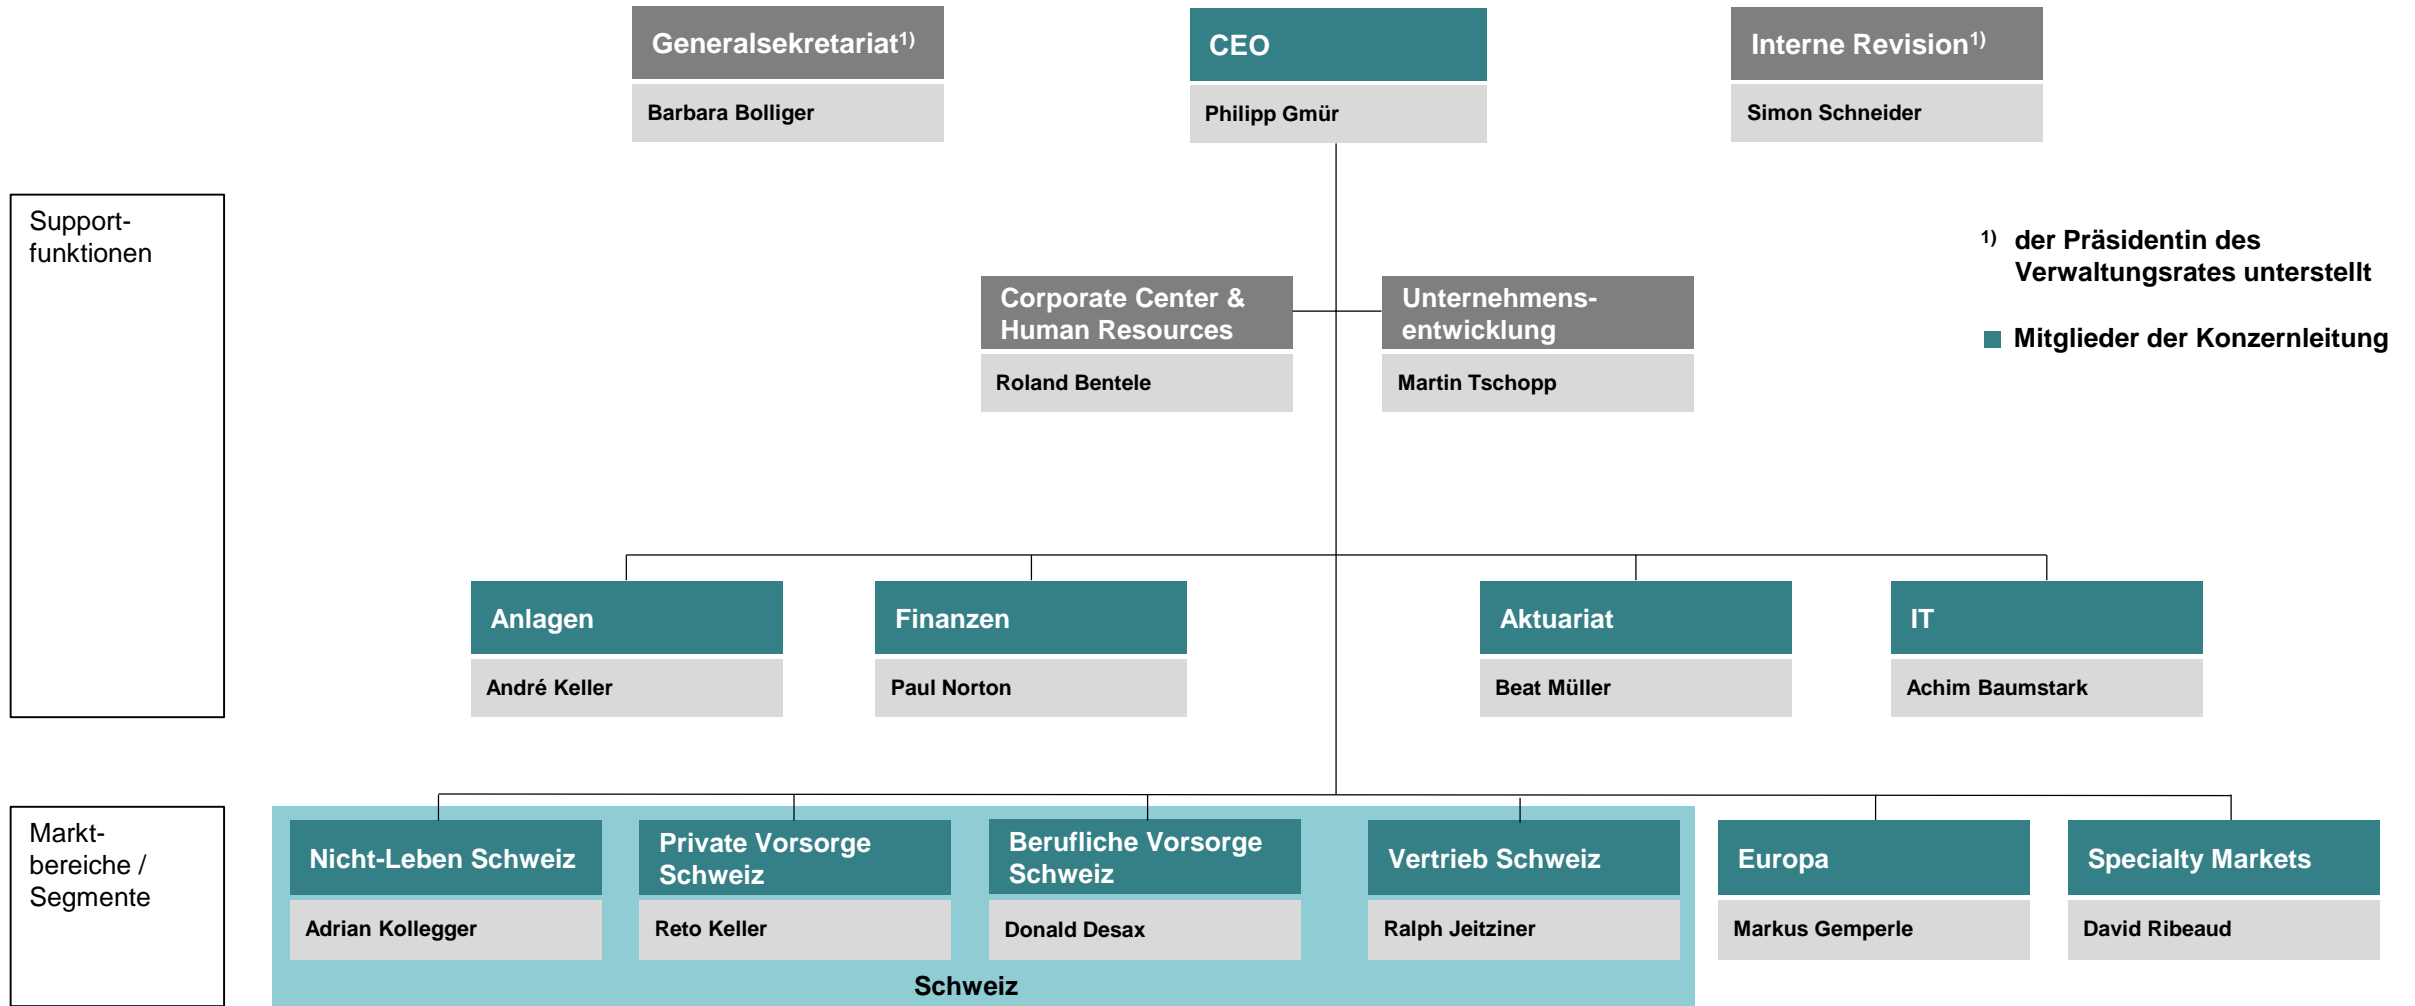 Generalsekretariat1)
Barbara Bolliger
CEO
Philipp Gmür
Interne Revision1)
Simon Schneider
Support-
funktionen
1) der Präsidentin des
Verwaltungsrates unterstellt
Mitglieder der Konzernleitung
Corporate Center &
Human Resources
Roland Bentele
Unternehmens-
entwicklung
Martin Tschopp
Anlagen
André Keller
Finanzen
Paul Norton
Aktuariat
Beat Müller
IT
Achim Baumstark
Markt-
bereiche /
Segmente
Nicht-Leben Schweiz
Adrian Kollegger
Private Vorsorge
Schweiz
Reto Keller
Berufliche Vorsorge
Schweiz
Donald Desax
Vertrieb Schweiz
Ralph Jeitziner
Europa
Markus Gemperle
Specialty Markets
David Ribeaud
Schweiz